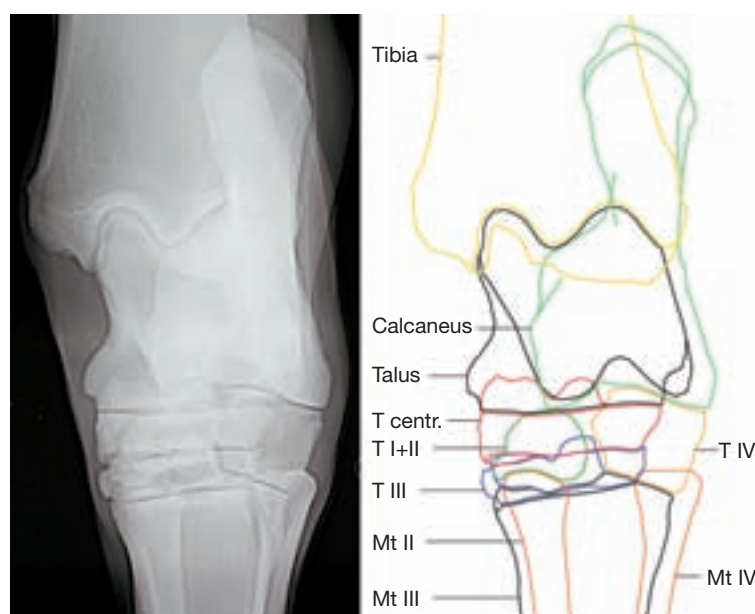 Tibia
Calcaneus
Talus
T centr.
T I+II
T IV
T III
Mt II
Mt IV
Mt III